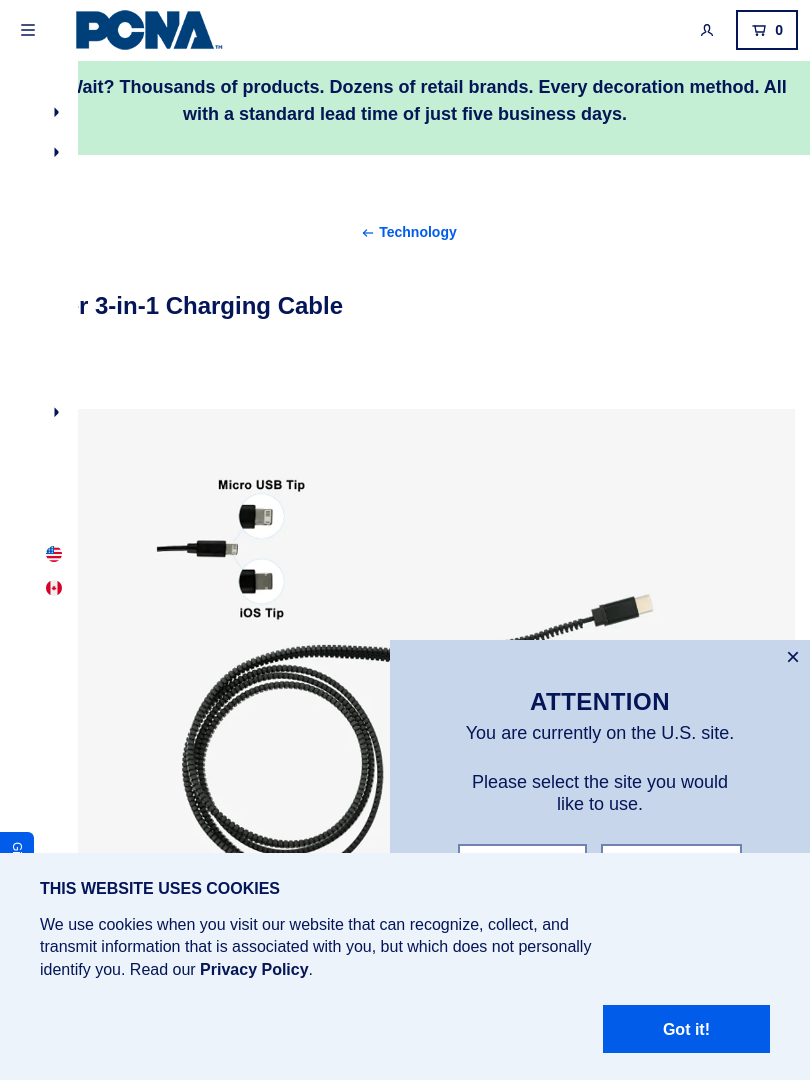 PCNA™
0
Wait? Thousands of products. Dozens of retail brands. Every decoration method. All
with a standard lead time of just five business days.
Technology
r 3-in-1 Charging Cable
Micro USB Tip
iOS Tip
ATTENTION
You are currently on the U.S. site.
Please select the site you would
like to use.
THIS WEBSITE USES COOKIES
We use cookies when you visit our website that can recognize, collect, and
transmit information that is associated with you, but which does not personally
identify you. Read our Privacy Policy.
Got it!